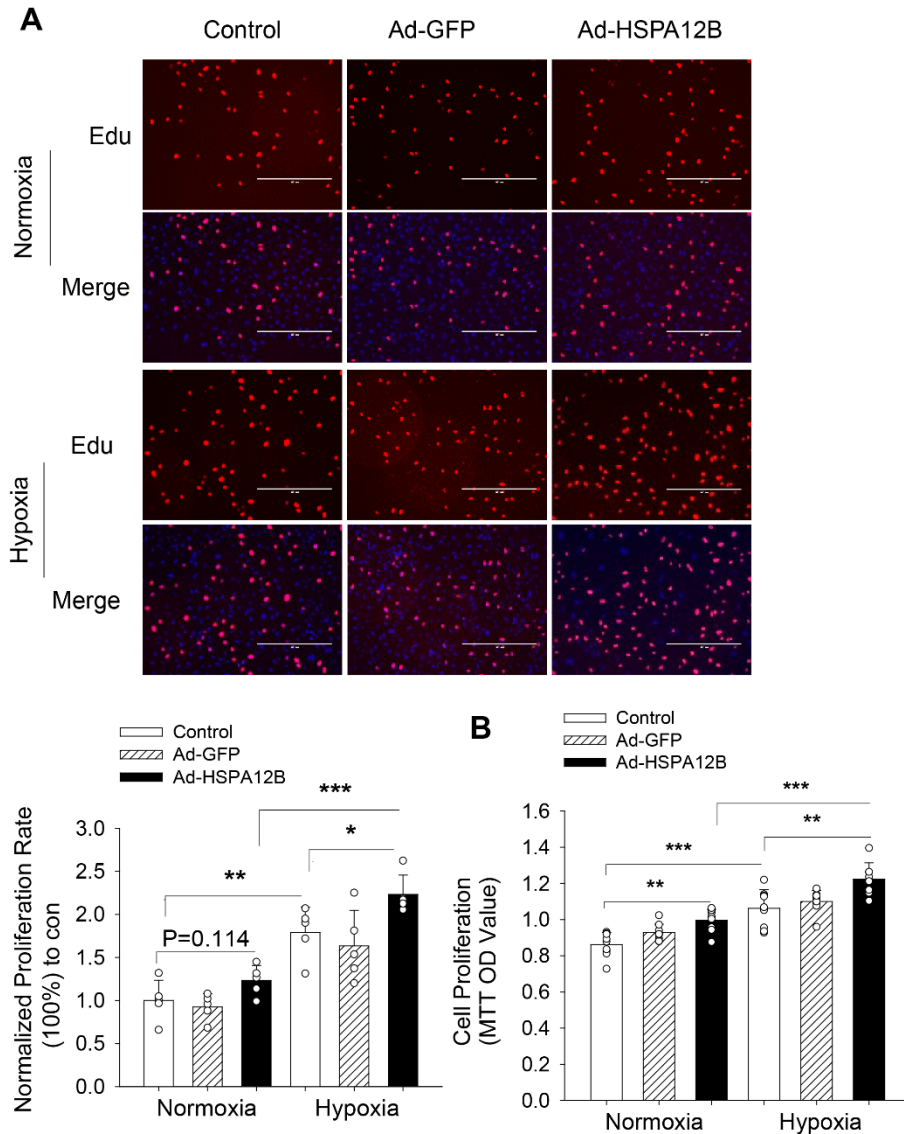 A
Control
Ad-GFP
Ad-HSPA12B
Normoxia
Edu
Merge
Hypoxia
Edu
Merge
Control
Ad-GFP
Ad-HSPA12B
Normalized Proliferation Rate
(100%) to con
3.0
2.5
2.0
1.5
1.0
0.5
0.0
***
*
**
P=0.114
Normoxia
Hypoxia
B
Control
Ad-GFP
Ad-HSPA12B
Cell Proliferation
(MTT OD Value)
1.6
1.4
1.2
1.0
0.8
0.6
0.4
0.2
0.0
***
**
***
**
Normoxia
Hypoxia